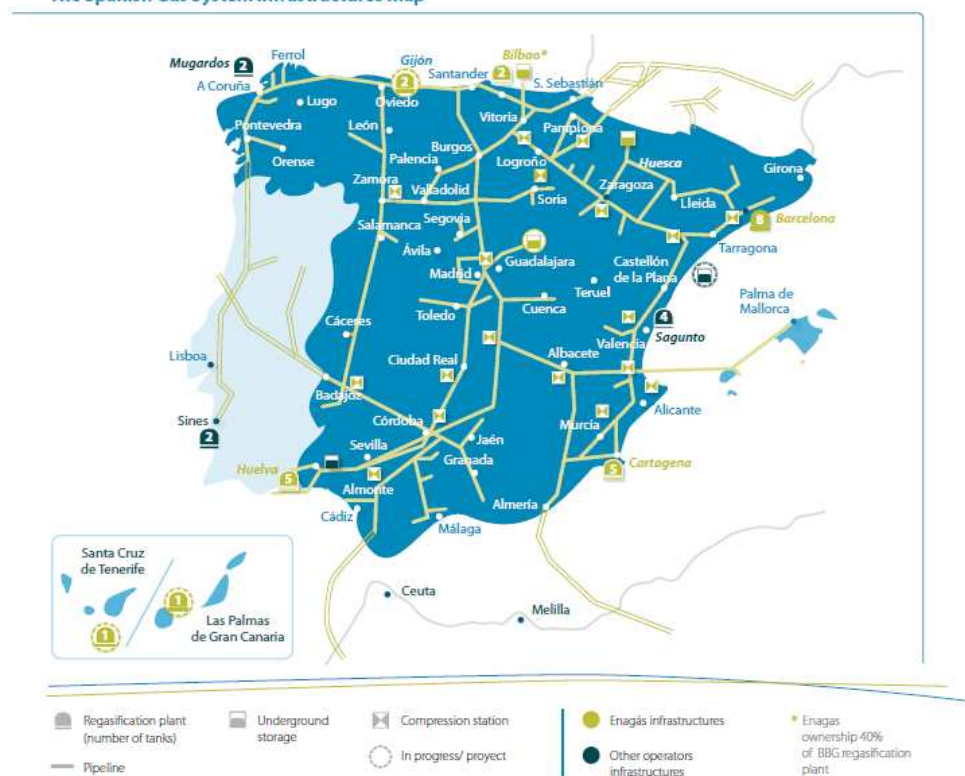 The Spanish Gas System Infrastructures Map
Mugardos 2
Ferrol
Gijón
2
Bilbao*
Santander 2
A Coruña
S. Sebastián
Lugo
Oviedo
Vitoria
Pamplona
Pontevedra
León
Burgos
Orense
Palencia
Logroño
Huesca
Girona
Zamora
Valladolid
Soria
Zaragoza
Lleida
8 Barcelona
Salamanca
Segovia
Tarragona
Ávila
Guadalajara
Castellón
de la Plana
Madrid
Teruel
Palma de
Mallorca
Toledo
Cuenca
4
Cáceres
Valencia
Sagunto
Lisboa
Ciudad Real
Albacete
Badajoz
Alicante
Sines
2
Córdoba
Murcia
Sevilla
Jaén
Huelva
5
Granada
5
Cartagena
Almonte
Almería
Cádiz
Málaga
Santa Cruz
de Tenerife
1
1
Las Palmas
de Gran Canaria
Ceuta
Melilla
Regasification plant
(number of tanks)
Underground
storage
Compression station
Enagás infrastructures
* Enagas
ownership 40%
of BBG regasification
plant
In progress/ proyect
Other operators
infrastructures
Pipeline